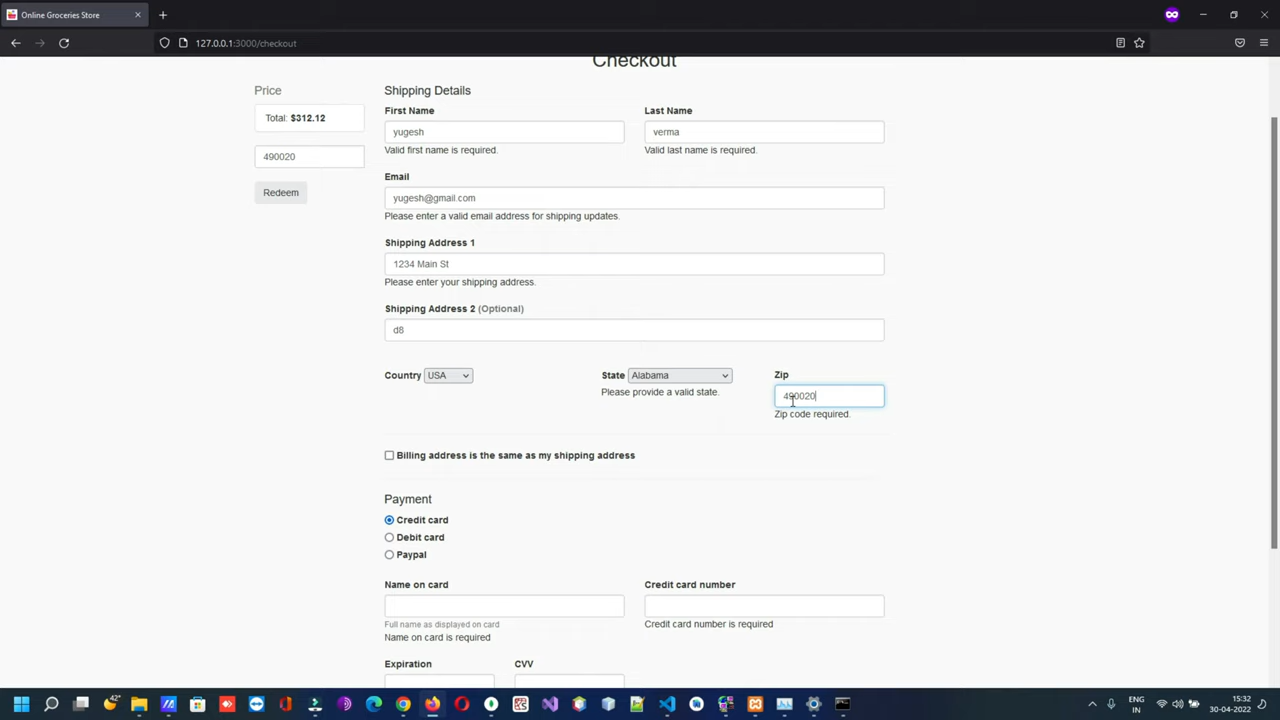 Online Groceries Store
127.0.0.1:3000/checkout
Checkout
Price
Total: $312.12
490020
Redeem
Shipping Details
First Name
Last Name
yugesh
verma
Valid first name is required.
Valid last name is required.
Email
yugesh@gmail.com
Please enter a valid email address for shipping updates.
Shipping Address 1
1234 Main St
Please enter your shipping address.
Shipping Address 2 (Optional)
d8
Country USA
State Alabama
Please provide a valid state.
Zip
490020
Zip code required.
Billing address is the same as my shipping address
Payment
Credit card
Debit card
Paypal
Name on card
Credit card number
Full name as displayed on card
Name on card is required
Credit card number is required
Expiration
CVV
42°
ENG
IN
15:32
30-04-2022